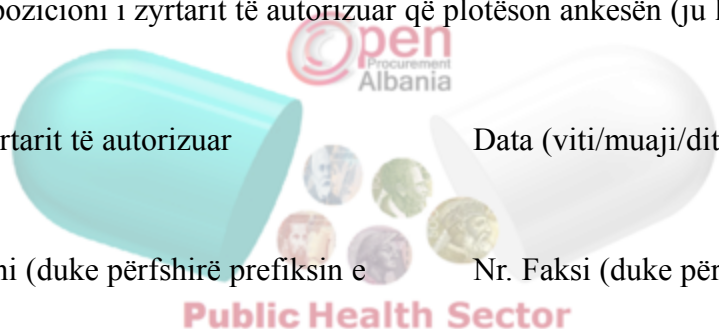 pozicioni i zyrtarit të autorizuar që plotëson ankesën (ju
Open
Procurement
Albania
rtarit të autorizuar Data (viti/muaji/dit
ni (duke përfshirë prefiksin e Nr. Faksi (duke për
Public Health Sector